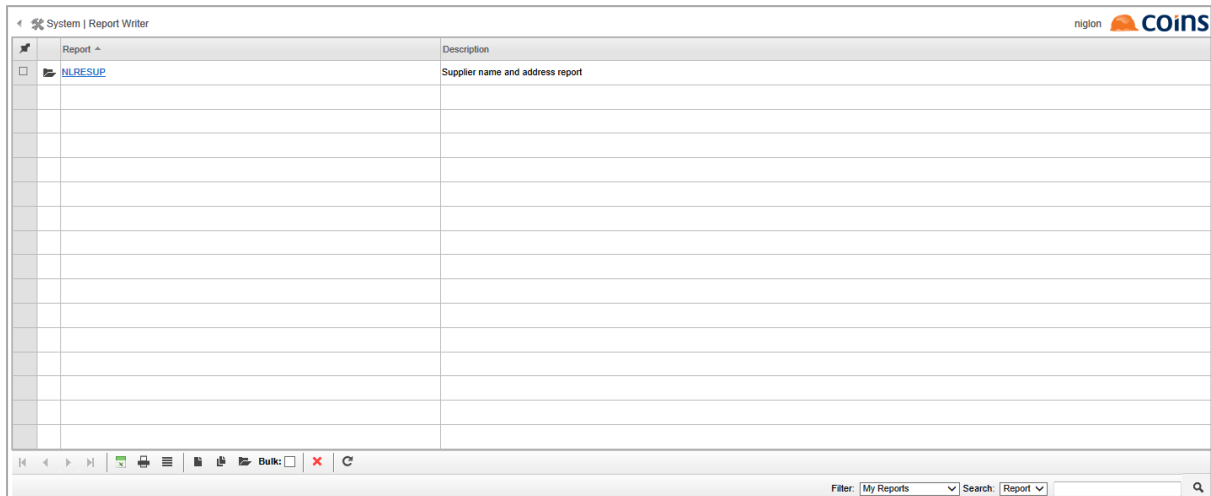 System | Report Writer
niglon COINS
Report Description
NLRESUP Supplier name and address report
Bulk:
Filter: My Reports Search: Report